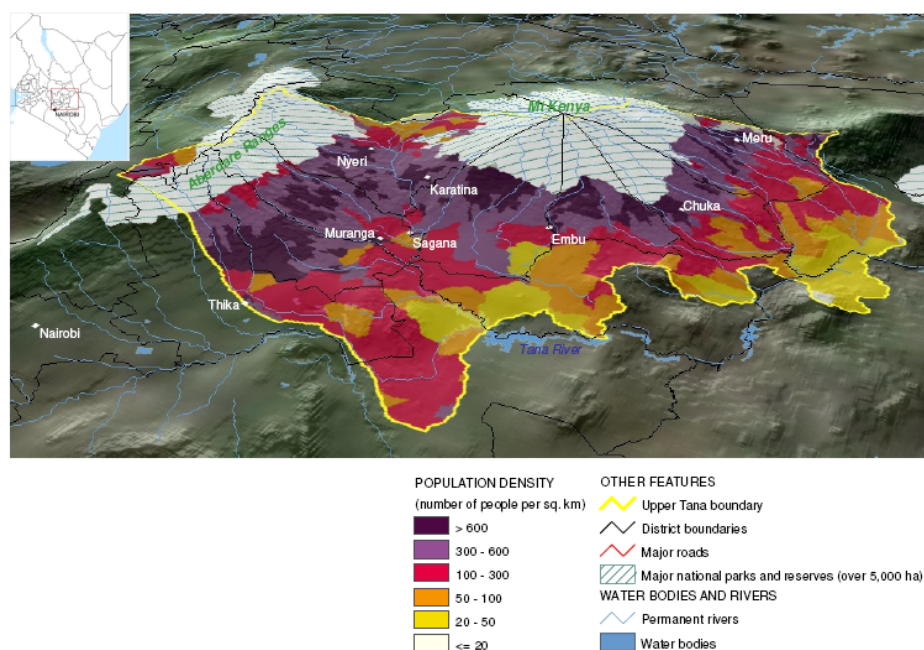 NAIROBI
Mt Kenya
Aberdare Ranges
Meru
Nyeri
Karatina
Chuka
Muranga
Sagana
Embu
Thika
Nairobi
Tana River
POPULATION DENSITY
(number of people per sq. km)
> 600
300 - 600
100 - 300
50 - 100
20 - 50
<= 20
OTHER FEATURES
Upper Tana boundary
District boundaries
Major roads
Major national parks and reserves (over 5,000 ha)
WATER BODIES AND RIVERS
Permanent rivers
Water bodies